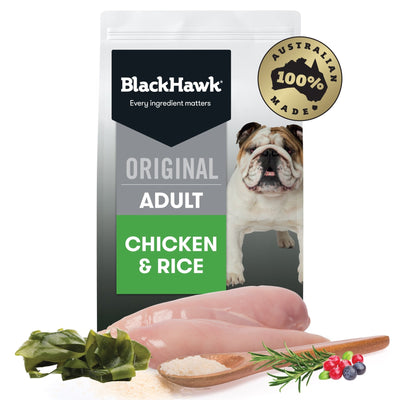 BlackHawk®
Every ingredient matters
ORIGINAL
ADULT
CHICKEN
& RICE
AUSTRALIAN
100%
MADE